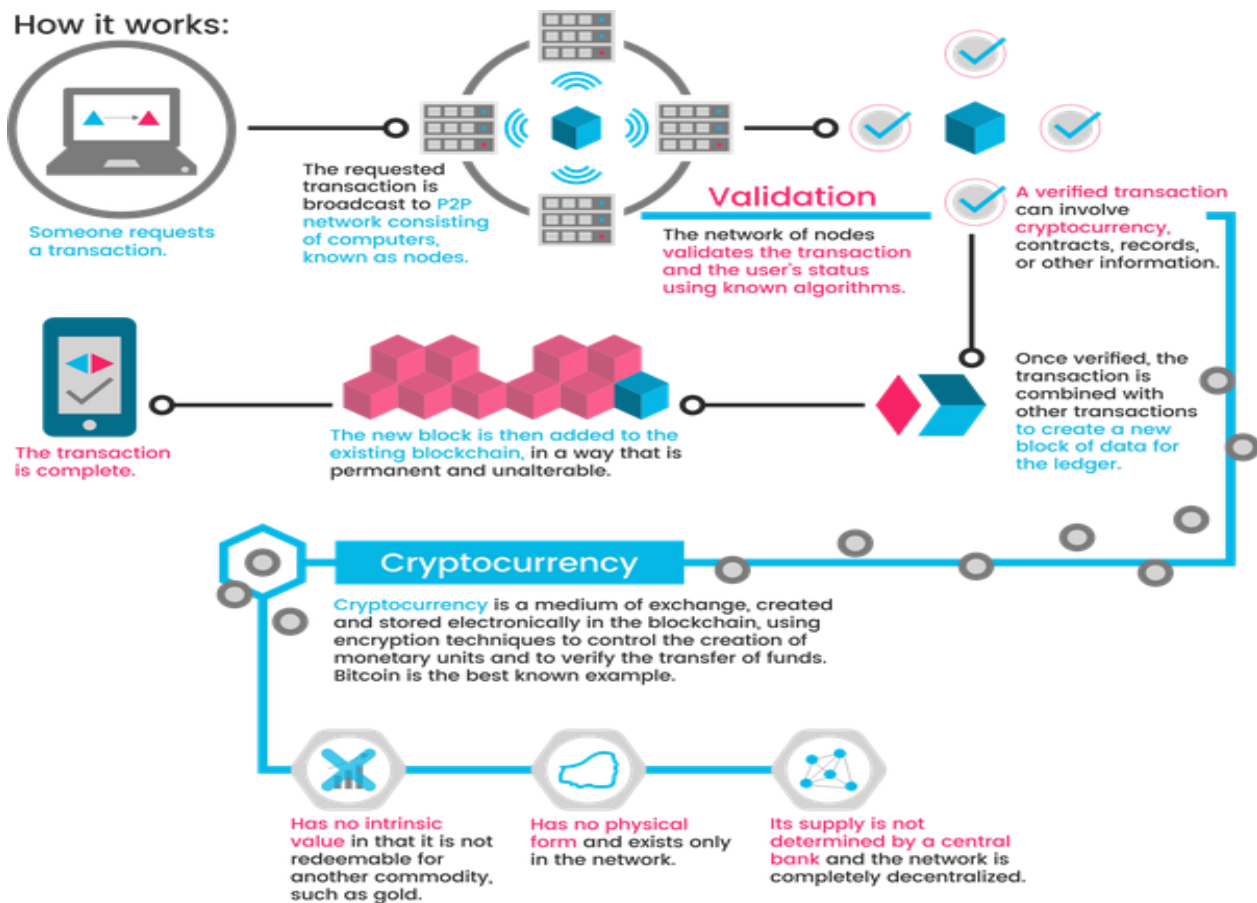 How it works:
Someone requests
a transaction.
The requested
transaction is
broadcast to P2P
network consisting
of computers,
known as nodes.
Validation
The network of nodes
validates the transaction
and the user's status
using known algorithms.
A verified transaction
can involve
cryptocurrency,
contracts, records,
or other information.
Once verified, the
transaction is
combined with
other transactions
to create a new
block of data for
the ledger.
The new block is then added to the
existing blockchain, in a way that is
permanent and unalterable.
The transaction
is complete.
Cryptocurrency
Cryptocurrency is a medium of exchange, created
and stored electronically in the blockchain, using
encryption techniques to control the creation of
monetary units and to verify the transfer of funds.
Bitcoin is the best known example.
Has no intrinsic
value in that it is not
redeemable for
another commodity,
such as gold.
Has no physical
form and exists only
in the network.
Its supply is not
determined by a central
bank and the network is
completely decentralized.